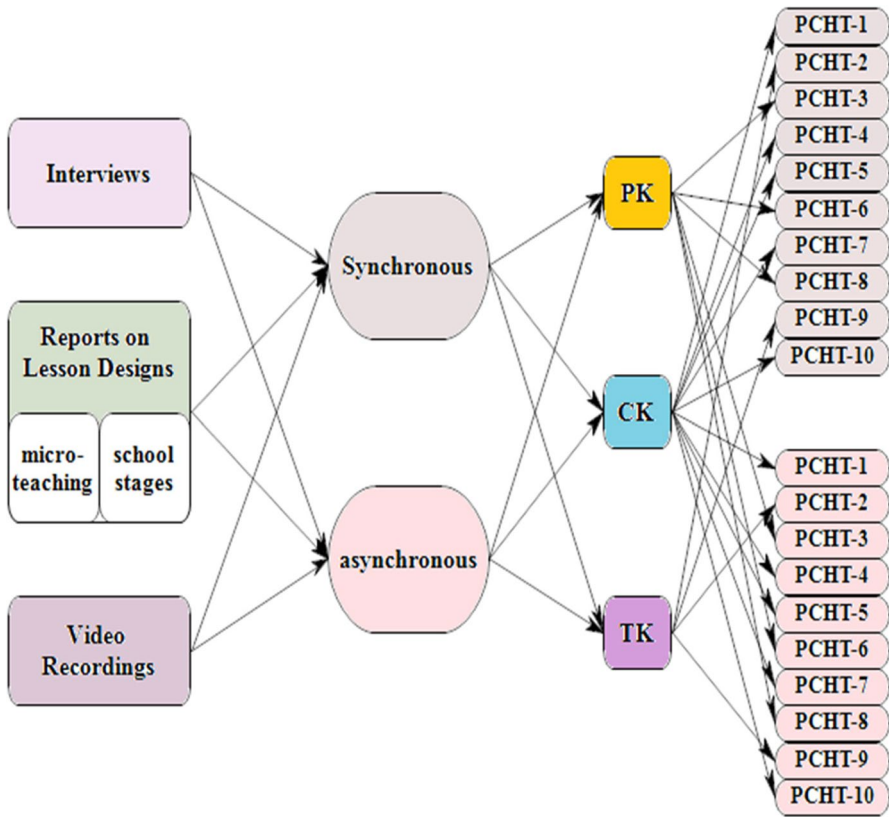 Interviews
Reports on
Lesson Designs
micro-
teaching
school
stages
Video
Recordings
Synchronous
asynchronous
PK
CK
TK
PCHT-1
PCHT-2
PCHT-3
PCHT-4
PCHT-5
PCHT-6
PCHT-7
PCHT-8
PCHT-9
PCHT-10
PCHT-1
PCHT-2
PCHT-3
PCHT-4
PCHT-5
PCHT-6
PCHT-7
PCHT-8
PCHT-9
PCHT-10